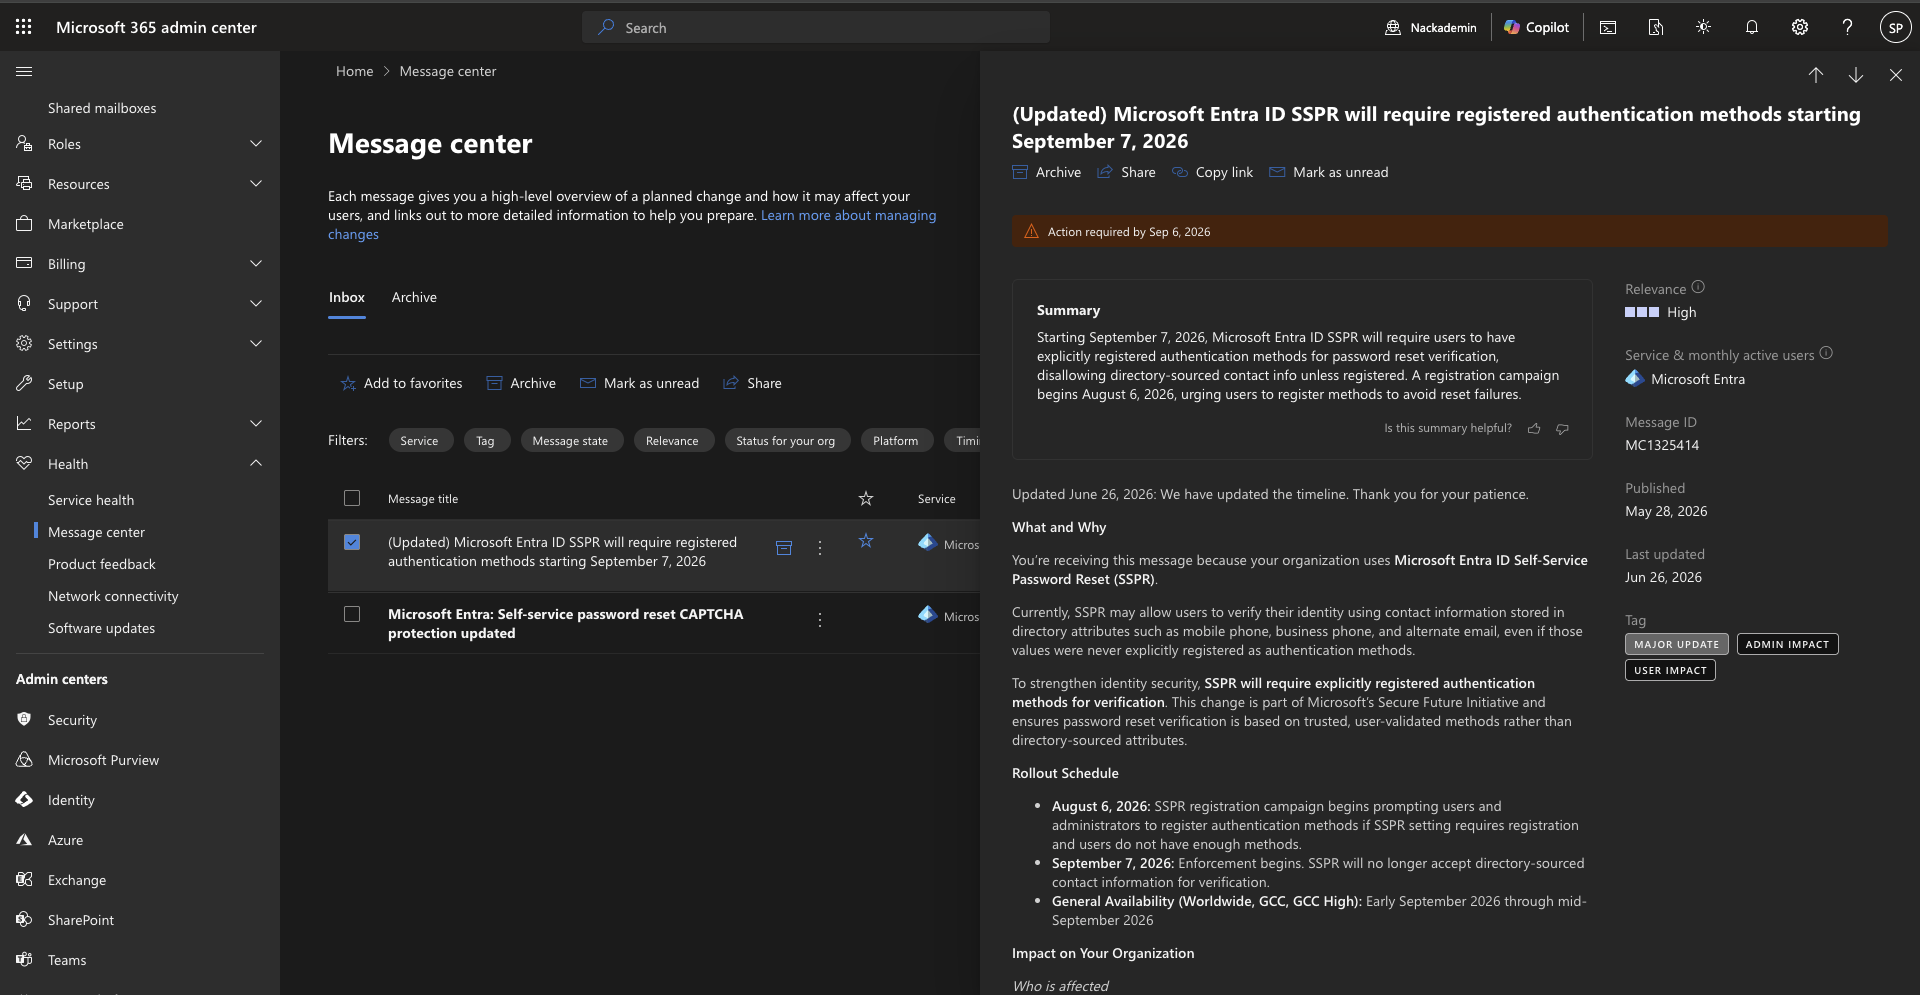 Microsoft 365 admin center
Search
Nackademin
Copilot
SP
Shared mailboxes
Roles
Resources
Marketplace
Billing
Support
Settings
Setup
Reports
Health
Service health
Message center
Product feedback
Network connectivity
Software updates
Admin centers
Security
Microsoft Purview
Identity
Azure
Exchange
SharePoint
Teams
Home > Message center
Message center
Each message gives you a high-level overview of a planned change and how it may affect your
users, and links out to more detailed information to help you prepare. Learn more about managing
changes
Inbox Archive
Add to favorites Archive Mark as unread Share
Filters: Service Tag Message state Relevance Status for your org Platform Timi
Message title Service
(Updated) Microsoft Entra ID SSPR will require registered
authentication methods starting September 7, 2026
Micros
Microsoft Entra: Self-service password reset CAPTCHA
protection updated
Micros
(Updated) Microsoft Entra ID SSPR will require registered authentication methods starting
September 7, 2026
Archive Share Copy link Mark as unread
Action required by Sep 6, 2026
Summary
Starting September 7, 2026, Microsoft Entra ID SSPR will require users to have
explicitly registered authentication methods for password reset verification,
disallowing directory-sourced contact info unless registered. A registration campaign
begins August 6, 2026, urging users to register methods to avoid reset failures.
Is this summary helpful?
Updated June 26, 2026: We have updated the timeline. Thank you for your patience.
What and Why
You're receiving this message because your organization uses Microsoft Entra ID Self-Service
Password Reset (SSPR).
Currently, SSPR may allow users to verify their identity using contact information stored in
directory attributes such as mobile phone, business phone, and alternate email, even if those
values were never explicitly registered as authentication methods.
To strengthen identity security, SSPR will require explicitly registered authentication
methods for verification. This change is part of Microsoft's Secure Future Initiative and
ensures password reset verification is based on trusted, user-validated methods rather than
directory-sourced attributes.
Rollout Schedule
• August 6, 2026: SSPR registration campaign begins prompting users and
administrators to register authentication methods if SSPR setting requires registration
and users do not have enough methods.
• September 7, 2026: Enforcement begins. SSPR will no longer accept directory-sourced
contact information for verification.
• General Availability (Worldwide, GCC, GCC High): Early September 2026 through mid-
September 2026
Impact on Your Organization
Who is affected
Relevance
High
Service & monthly active users
Microsoft Entra
Message ID
MC1325414
Published
May 28, 2026
Last updated
Jun 26, 2026
Tag
MAJOR UPDATE ADMIN IMPACT
USER IMPACT